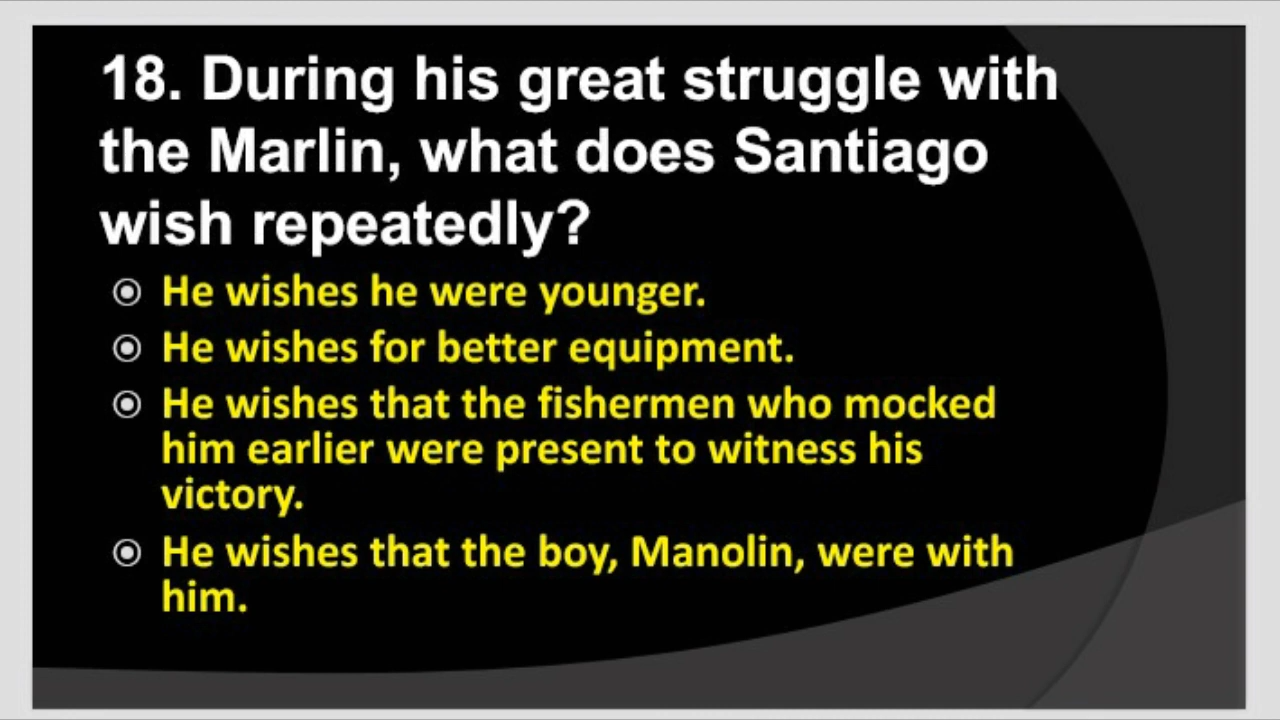 18. During his great struggle with
the Marlin, what does Santiago
wish repeatedly?
He wishes he were younger.
He wishes for better equipment.
He wishes that the fishermen who mocked
him earlier were present to witness his
victory.
He wishes that the boy, Manolin, were with
him.